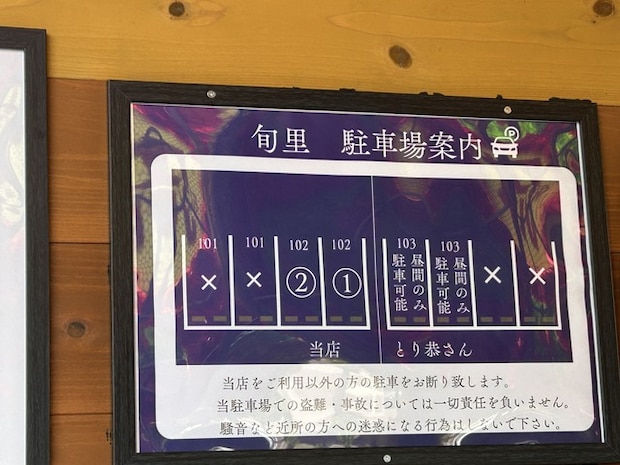 旬里 駐車場案内 P
101 101 102 102 103 103
× × ② ① 昼間のみ駐車可能 昼間のみ駐車可能 × ×
当店 とり恭さん
当店をご利用以外の方の駐車をお断り致します。
当駐車場での盗難・事故については一切責任を負いません。
騒音など近所の方への迷惑になる行為はしないで下さい。